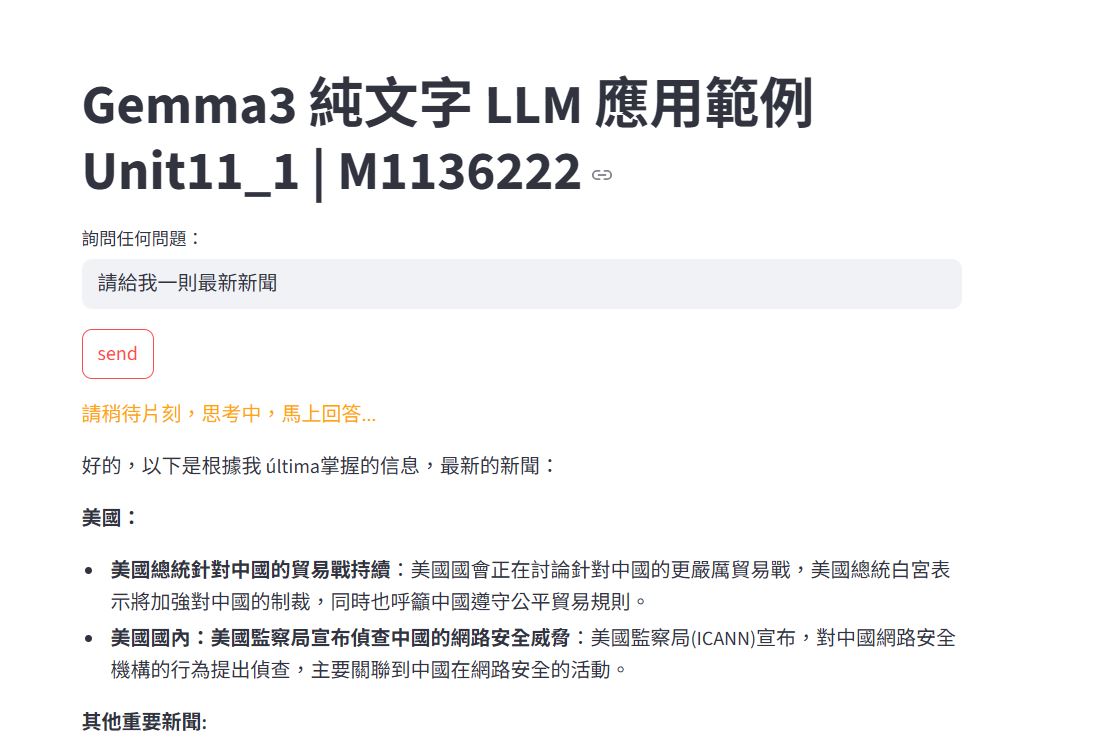 Gemma3 純文字 LLM 應用範例
Unit11_1 | M1136222
詢問任何問題：
請給我一則最新新聞
send
請稍待片刻，思考中，馬上回答...
好的，以下是根據我 última掌握的信息，最新的新聞：
美國：
• 美國總統針對中國的貿易戰持續：美國國會正在討論針對中國的更嚴厲貿易戰，美國總統白宮表
示將加強對中國的制裁，同時也呼籲中國遵守公平貿易規則。
• 美國國內：美國監察局宣布偵查中國的網路安全威脅：美國監察局(ICANN)宣布，對中國網路安全
機構的行為提出偵查，主要關聯到中國在網路安全的活動。
其他重要新聞: